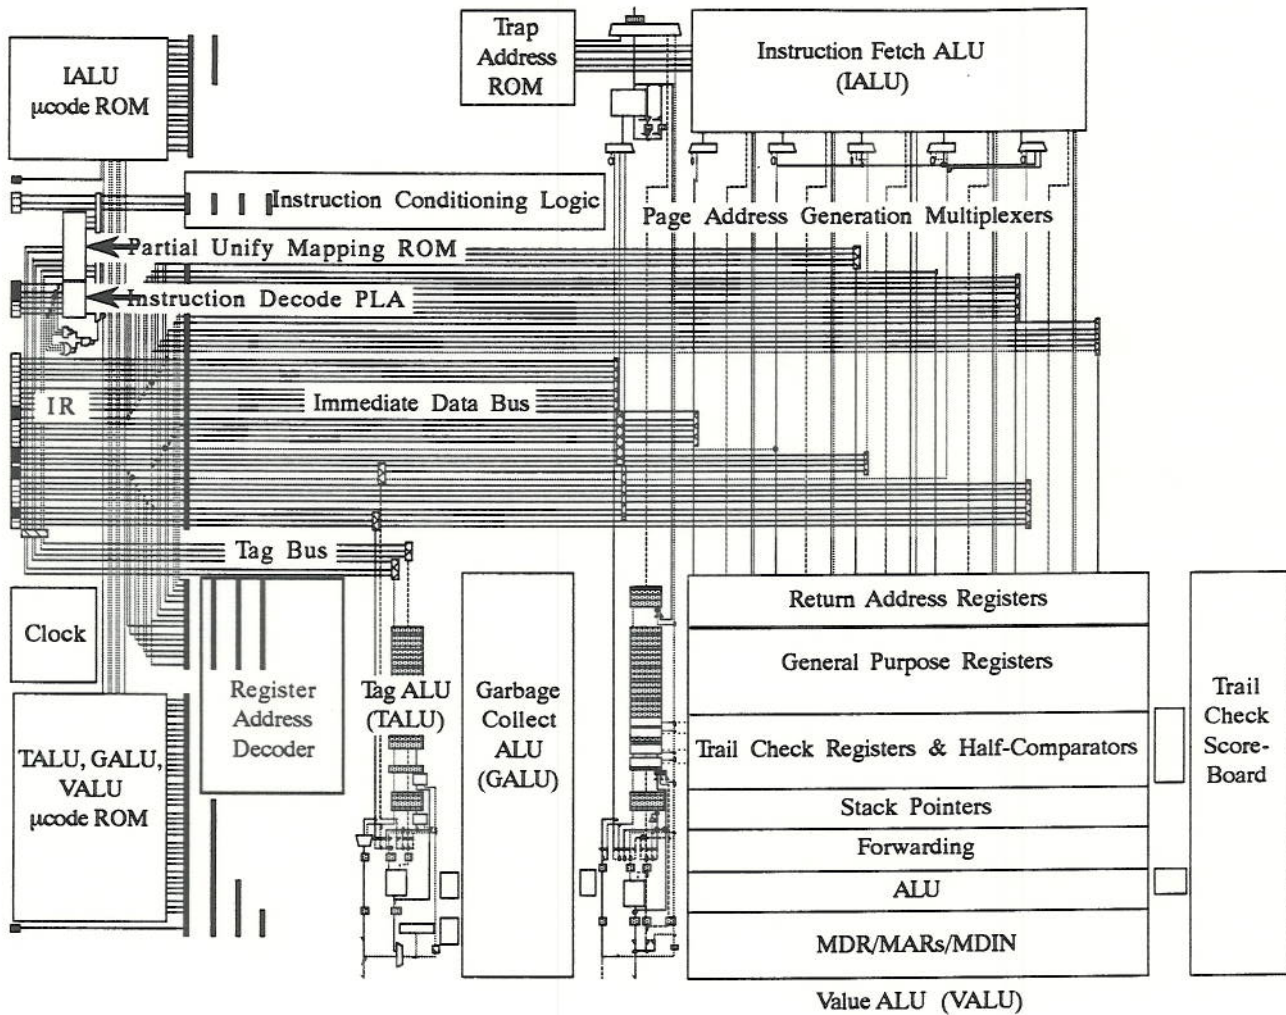 Trap
Address
ROM
Instruction Fetch ALU
(IALU)
IALU
μcode ROM
Instruction Conditioning Logic
Page Address Generation Multiplexers
Partial Unify Mapping ROM
Instruction Decode PLA
IR
Immediate Data Bus
Tag Bus
Clock
Register
Address
Decoder
Tag ALU
(TALU)
Garbage
Collect
ALU
(GALU)
Return Address Registers
General Purpose Registers
Trail Check Registers & Half-Comparators
Stack Pointers
Forwarding
ALU
MDR/MARs/MDIN
Value ALU (VALU)
Trail
Check
Score-
Board
TALU, GALU,
VALU
μcode ROM